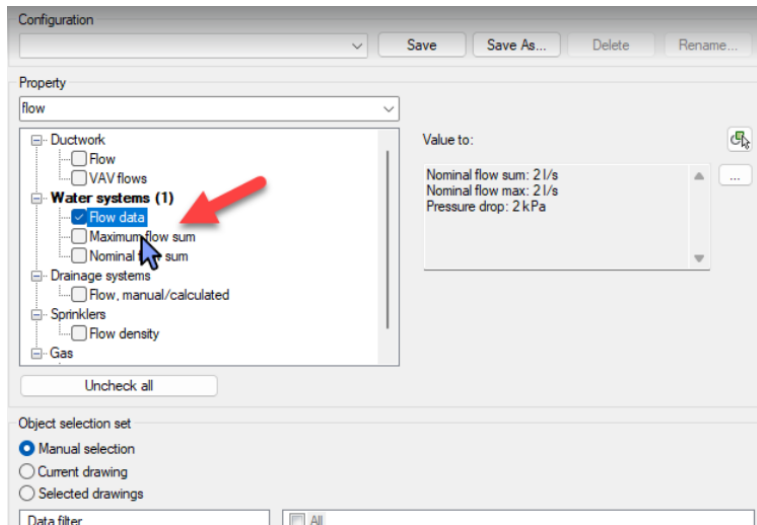 Configuration
Save
Save As...
Delete
Rename...
Property
flow
Ductwork
Flow
VAV flows
Water systems (1)
Flow data
Maximum flow sum
Nominal flow sum
Drainage systems
Flow, manual/calculated
Sprinklers
Flow density
Gas
Uncheck all
Value to:
Nominal flow sum: 2 l/s
Nominal flow max: 2 l/s
Pressure drop: 2 kPa
...
Object selection set
Manual selection
Current drawing
Selected drawings
Data filter
All